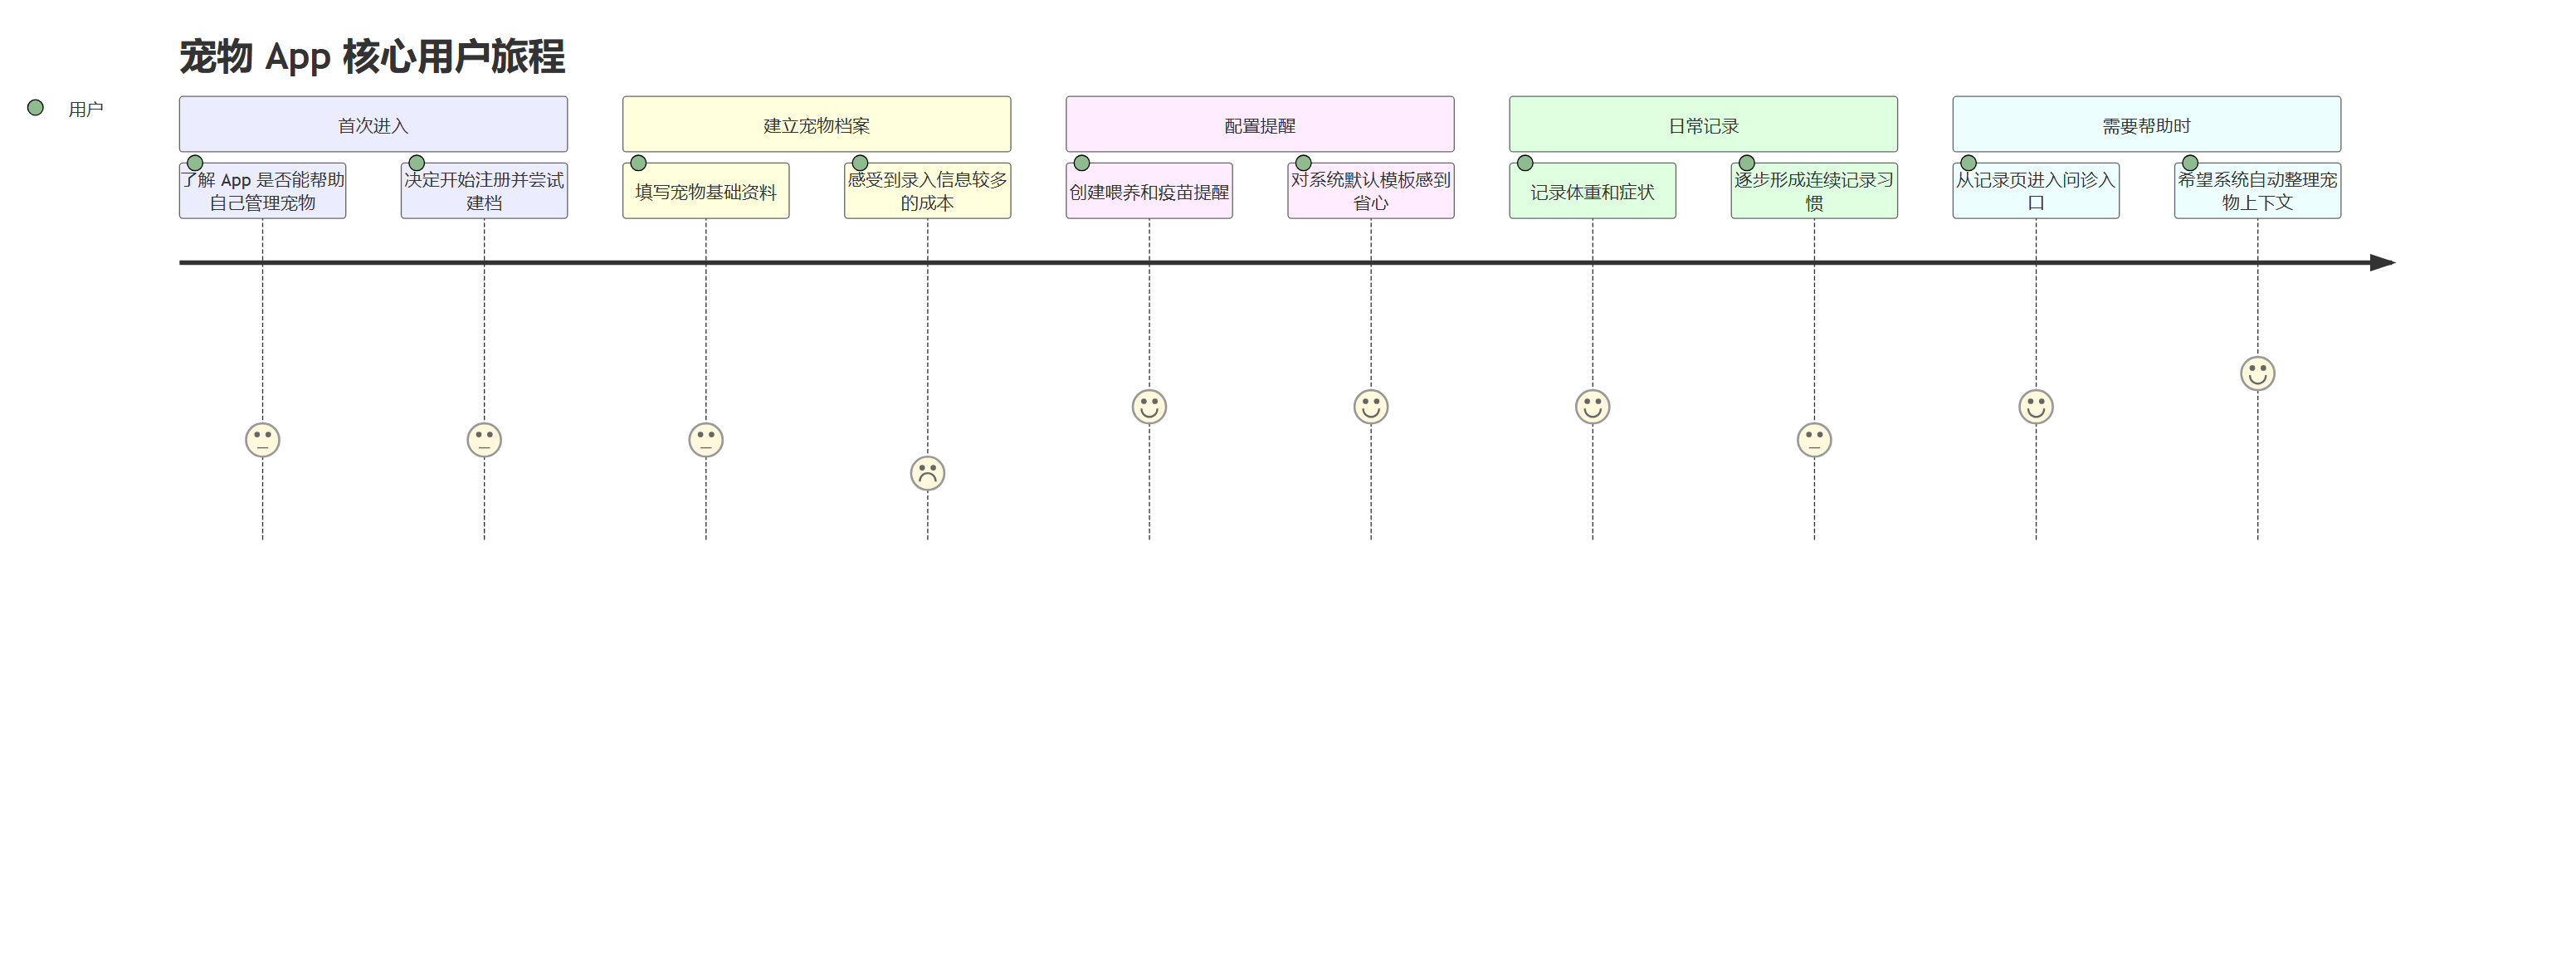 宠物 App 核心用户旅程
用户
首次进入
建立宠物档案
配置提醒
日常记录
需要帮助时
了解 App 是否能帮助
自己管理宠物
决定开始注册并尝试
建档
填写宠物基础资料
感受到录入信息较多
的成本
创建喂养和疫苗提醒
对系统默认模板感到
省心
记录体重和症状
逐步形成连续记录习
惯
从记录页进入问诊入
口
希望系统自动整理宠
物上下文